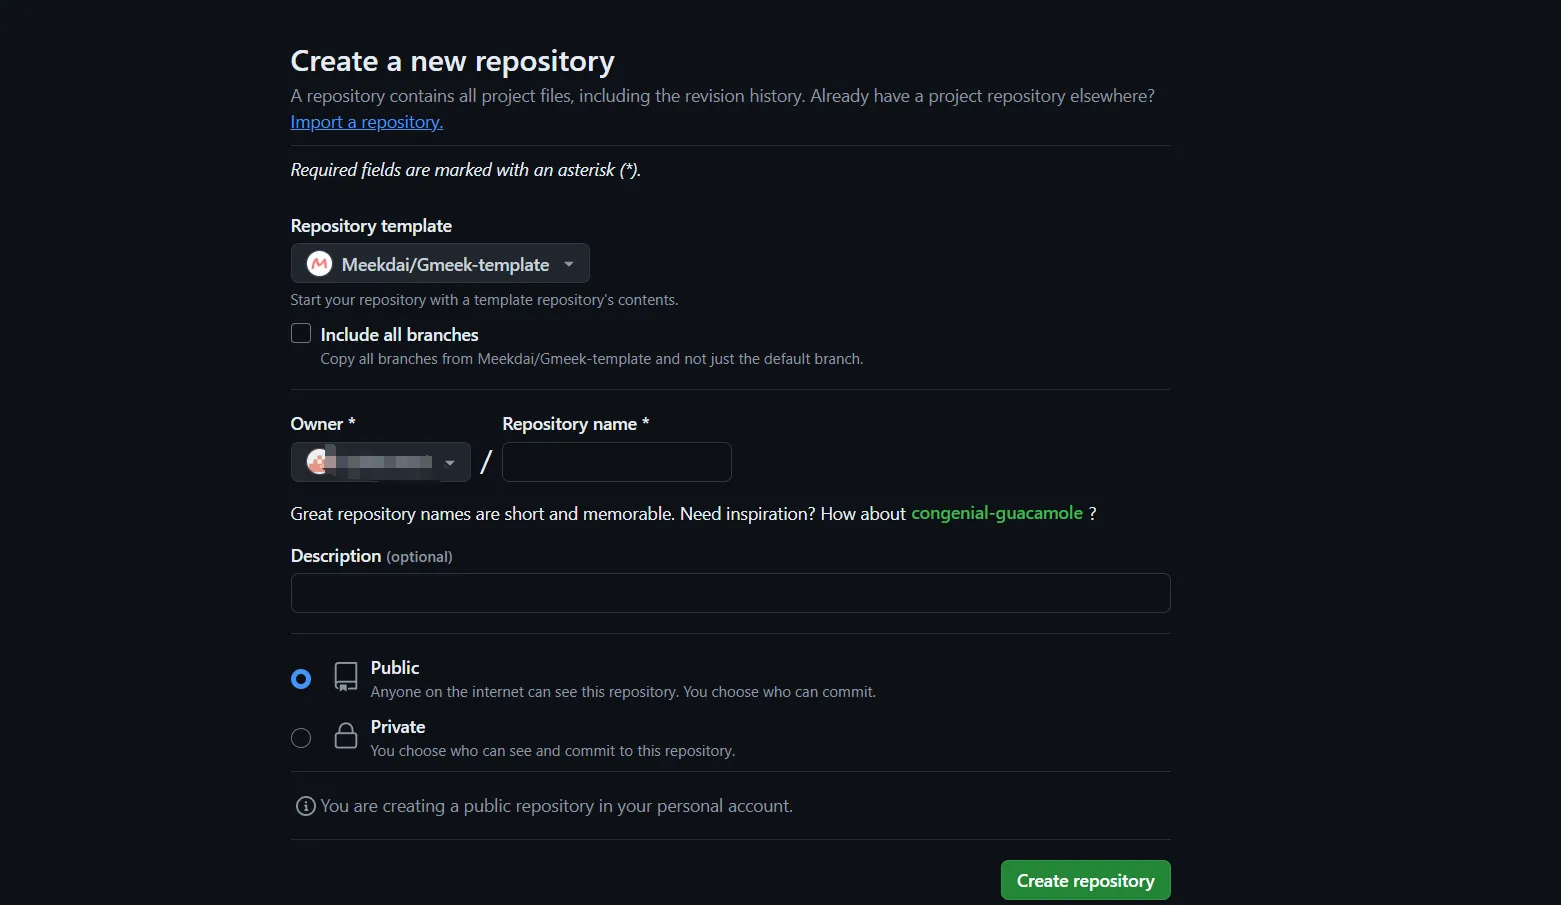 Create a new repository
A repository contains all project files, including the revision history. Already have a project repository elsewhere?
Import a repository.
Required fields are marked with an asterisk (*).
Repository template
Meekdai/Gmeek-template
Start your repository with a template repository's contents.
Include all branches
Copy all branches from Meekdai/Gmeek-template and not just the default branch.
Owner * Repository name *
/
Great repository names are short and memorable. Need inspiration? How about congenial-guacamole ?
Description (optional)
Public
Anyone on the internet can see this repository. You choose who can commit.
Private
You choose who can see and commit to this repository.
You are creating a public repository in your personal account.
Create repository